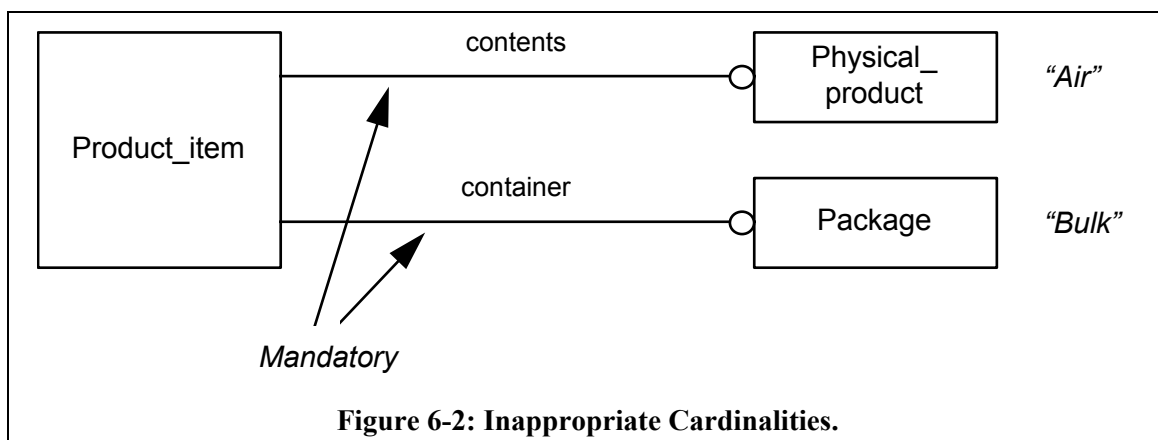 contents
Physical_
product
“Air”
Product_item
container
Package
“Bulk”
Mandatory
Figure 6-2: Inappropriate Cardinalities.